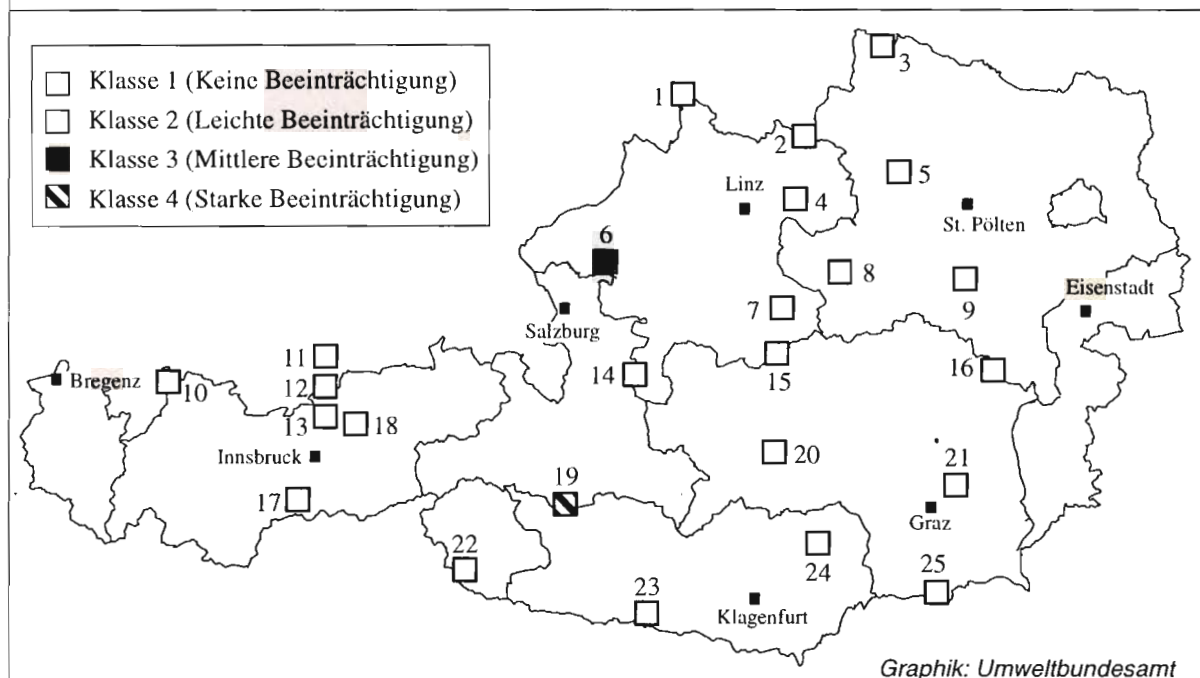 Klasse 1 (Keine Beeinträchtigung)
Klasse 2 (Leichte Beeinträchtigung)
Klasse 3 (Mittlere Beeinträchtigung)
Klasse 4 (Starke Beeinträchtigung)
3
1
2
5
Linz
4
St. Pölten
6
8
Eisenstadt
7
9
Salzburg
11
Bregenz
10
12
14
15
16
13
18
Innsbruck
20
19
21
17
Graz
22
24
23
25
Klagenfurt
Graphik: Umweltbundesamt